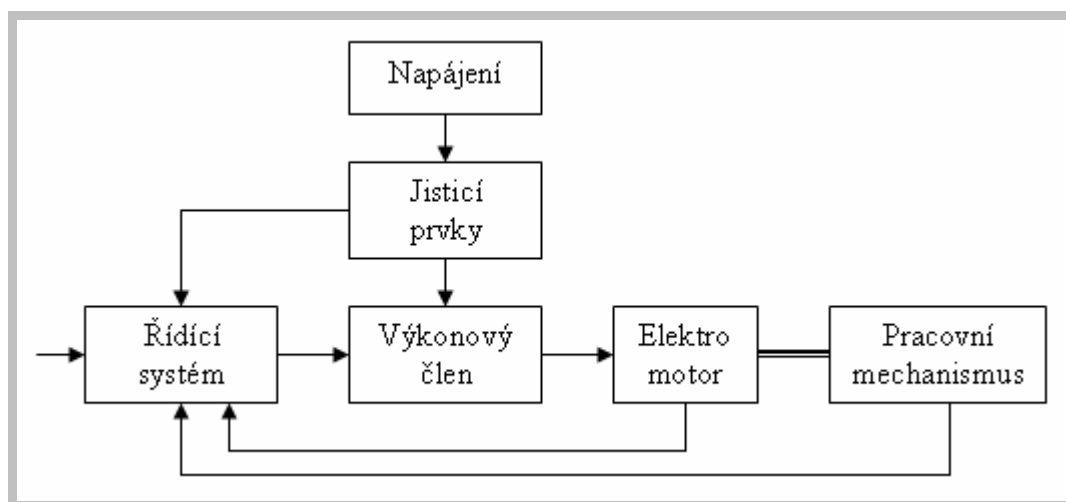 Napájení
Jisticí
prvky
Řídící
systém
Výkonový
člen
Elektro
motor
Pracovní
mechanismus